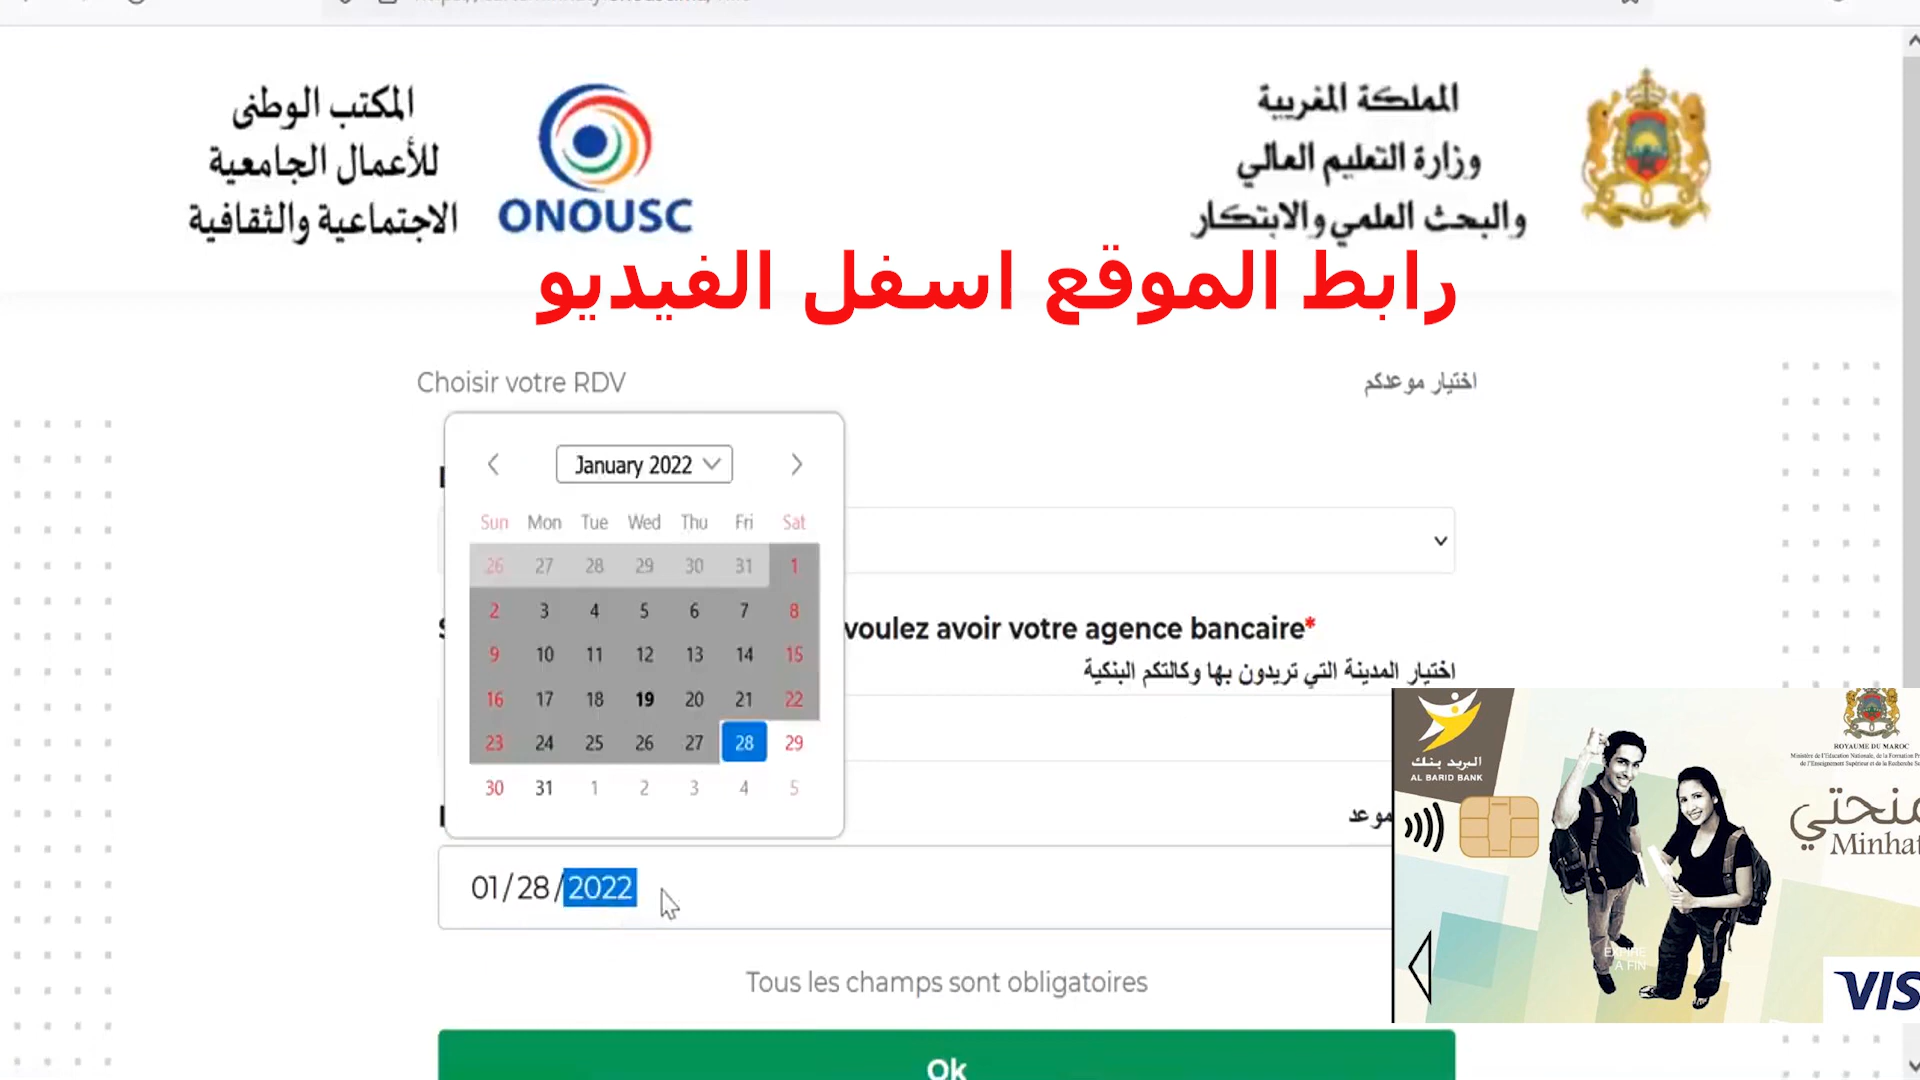 المملكة المغربية
وزارة التعليم العالي
والبحث العلمي والابتكار
المكتب الوطني
للأعمال الجامعية
الاجتماعية والثقافية
ONOUSC
رابط الموقع اسفل الفيديو
Choisir votre RDV
اختيار موعدكم
January 2022
Sun Mon Tue Wed Thu Fri Sat
26 27 28 29 30 31 1
2 3 4 5 6 7 8
9 10 11 12 13 14 15
16 17 18 19 20 21 22
23 24 25 26 27 28 29
30 31 1 2 3 4 5
voulez avoir votre agence bancaire*
اختيار المدينة التي تريدون بها وكالتكم البنكية
موعد
01/28/2022
Tous les champs sont obligatoires
Ok
البريد بنك
AL BARID BANK
ROYAUME DU MAROC
منحتي
Minhat
EXPIRE
A FIN
VIS